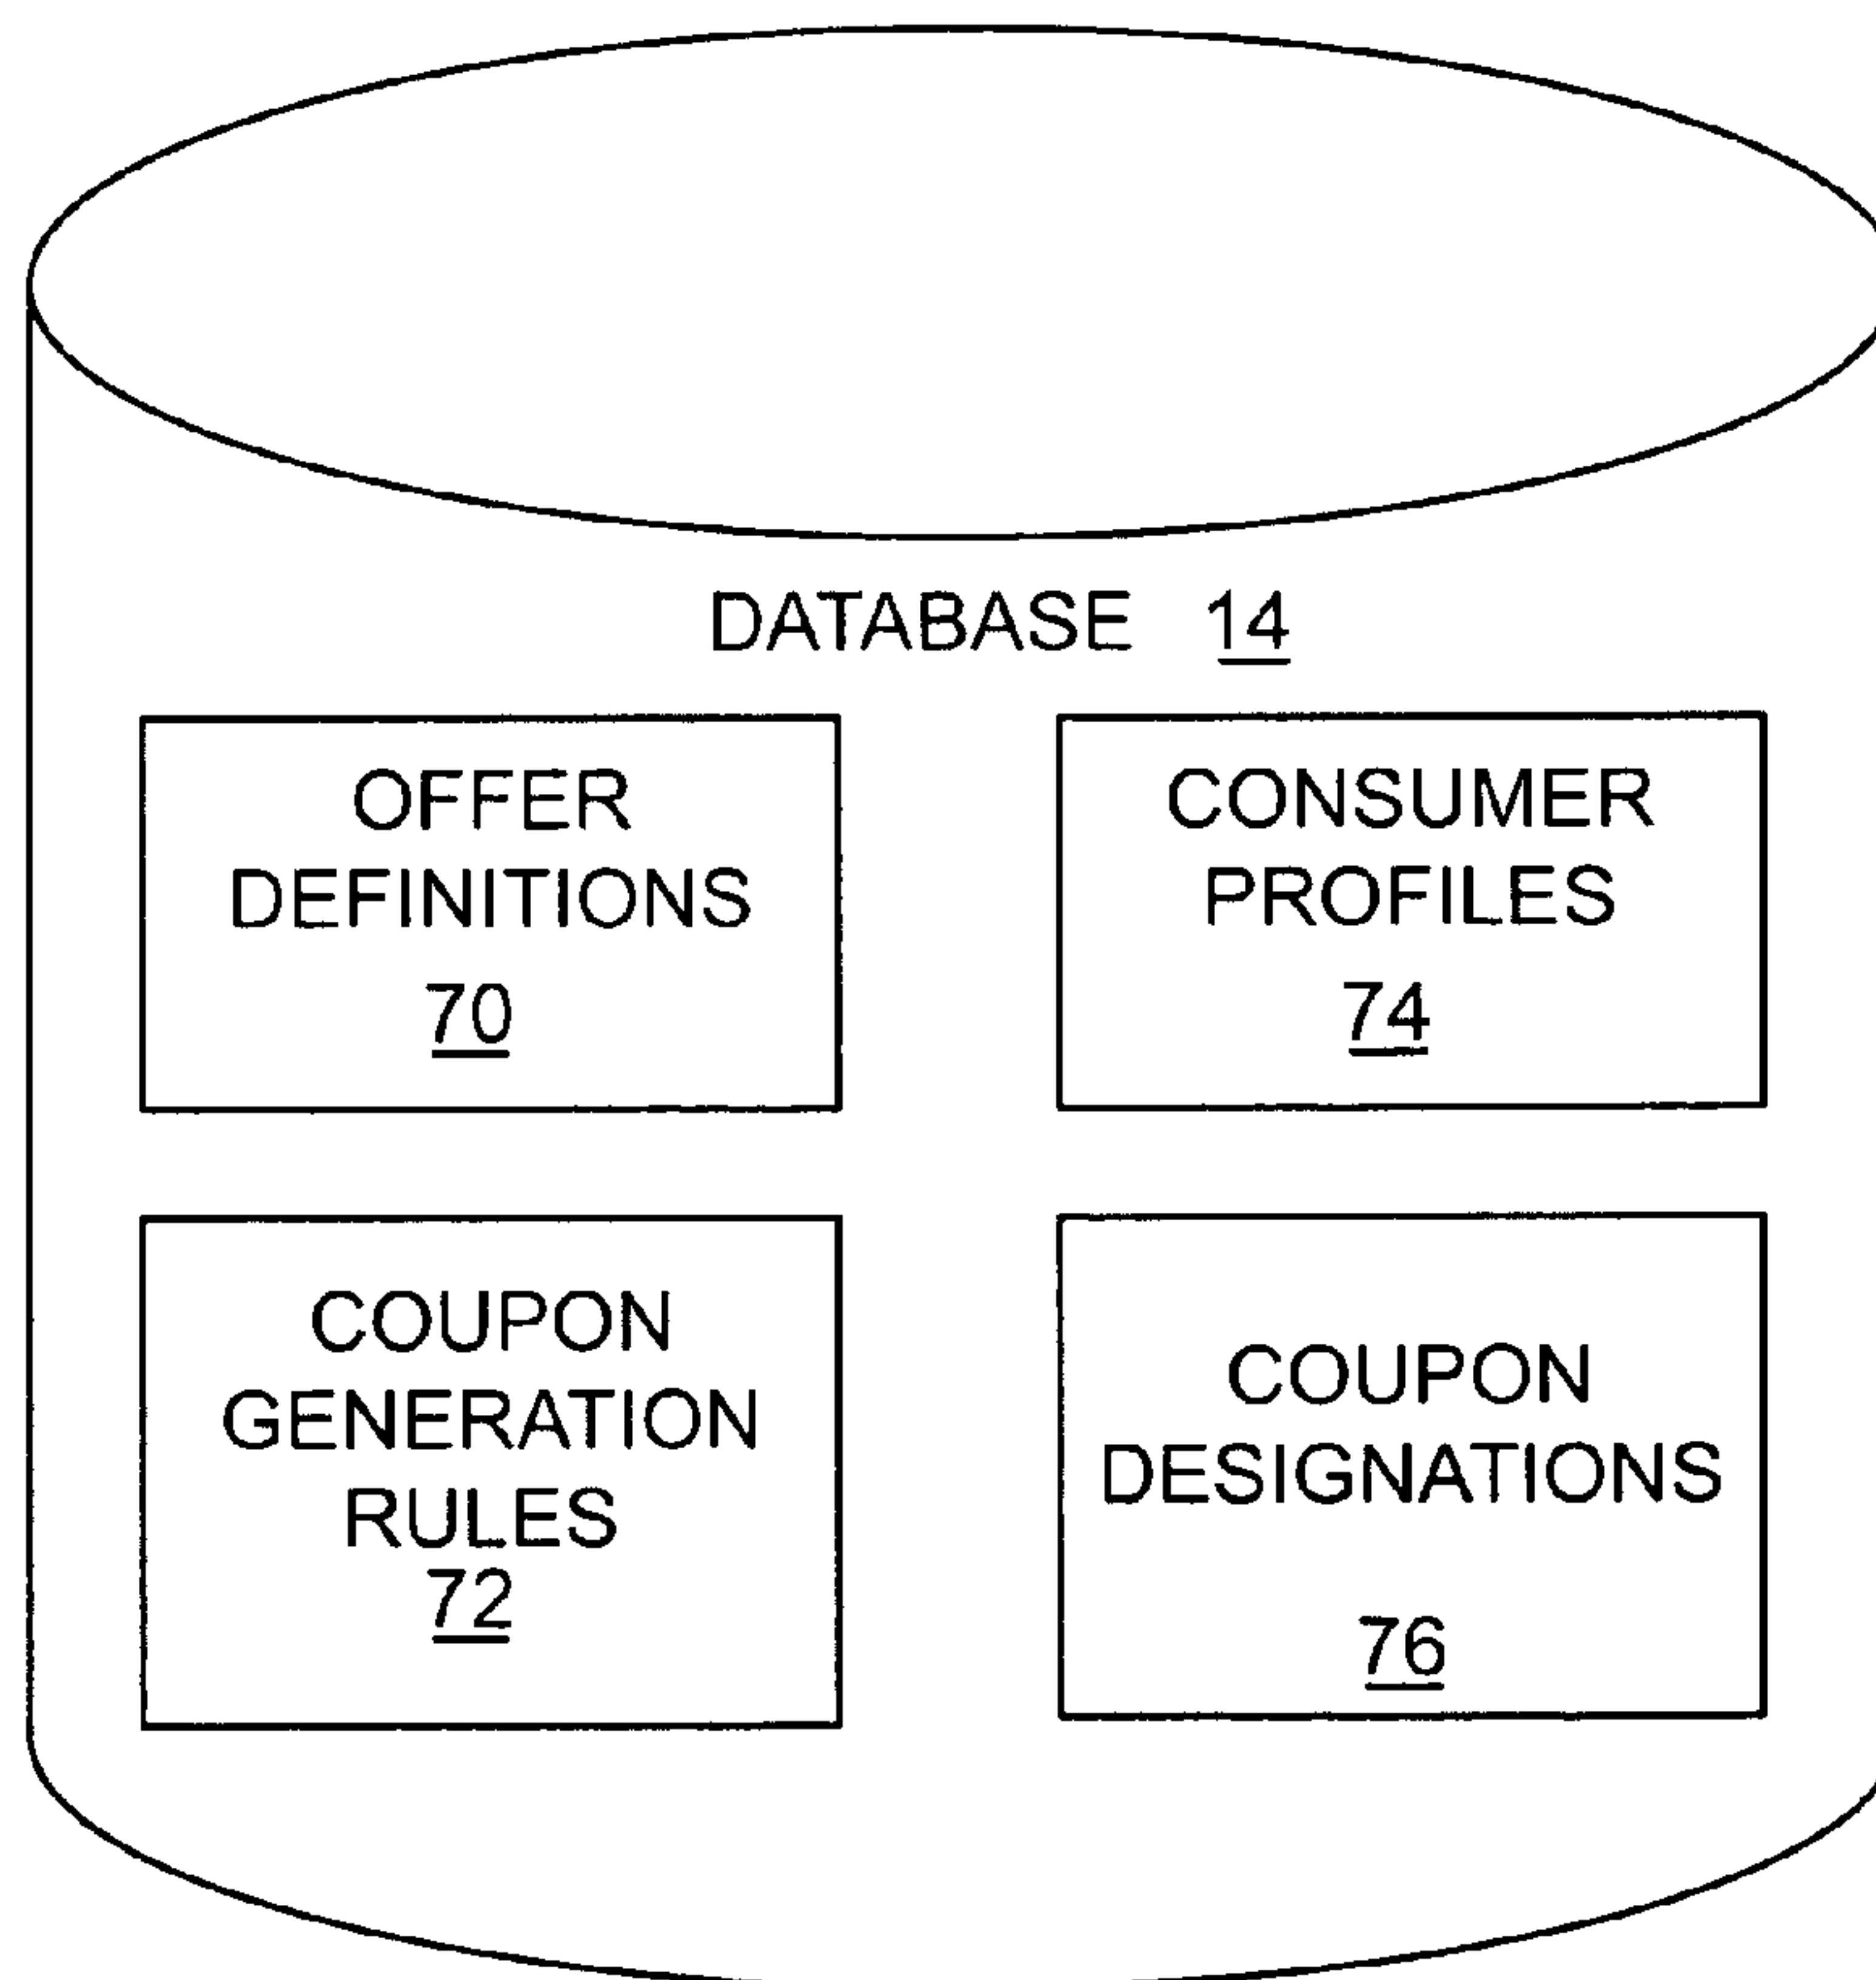 DATABASE 14
OFFER
DEFINITIONS
70
CONSUMER
PROFILES
74
COUPON
GENERATION
RULES
72
COUPON
DESIGNATIONS
76